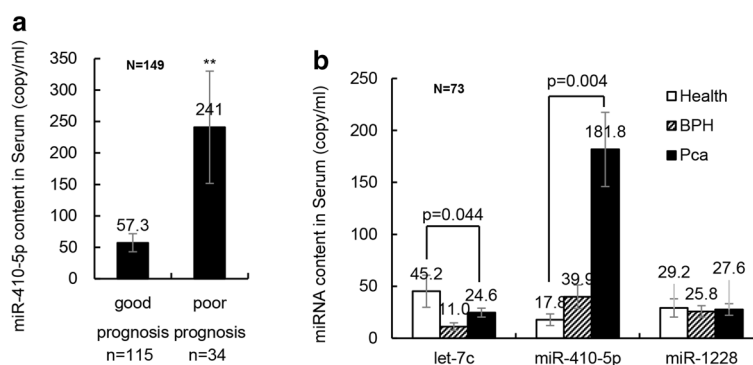 a
miR-410-5p content in Serum (copy/ml)
350
300
250
200
150
100
50
0
N=149
**
241
57.3
good
prognosis
n=115
poor
prognosis
n=34
b
miRNA content in Serum (copy/ml)
250
200
150
100
50
0
N=73
p=0.004
Health
BPH
Pca
181.8
p=0.044
45.2
11.0
24.6
17.8
39.9
29.2
25.8
27.6
let-7c
miR-410-5p
miR-1228